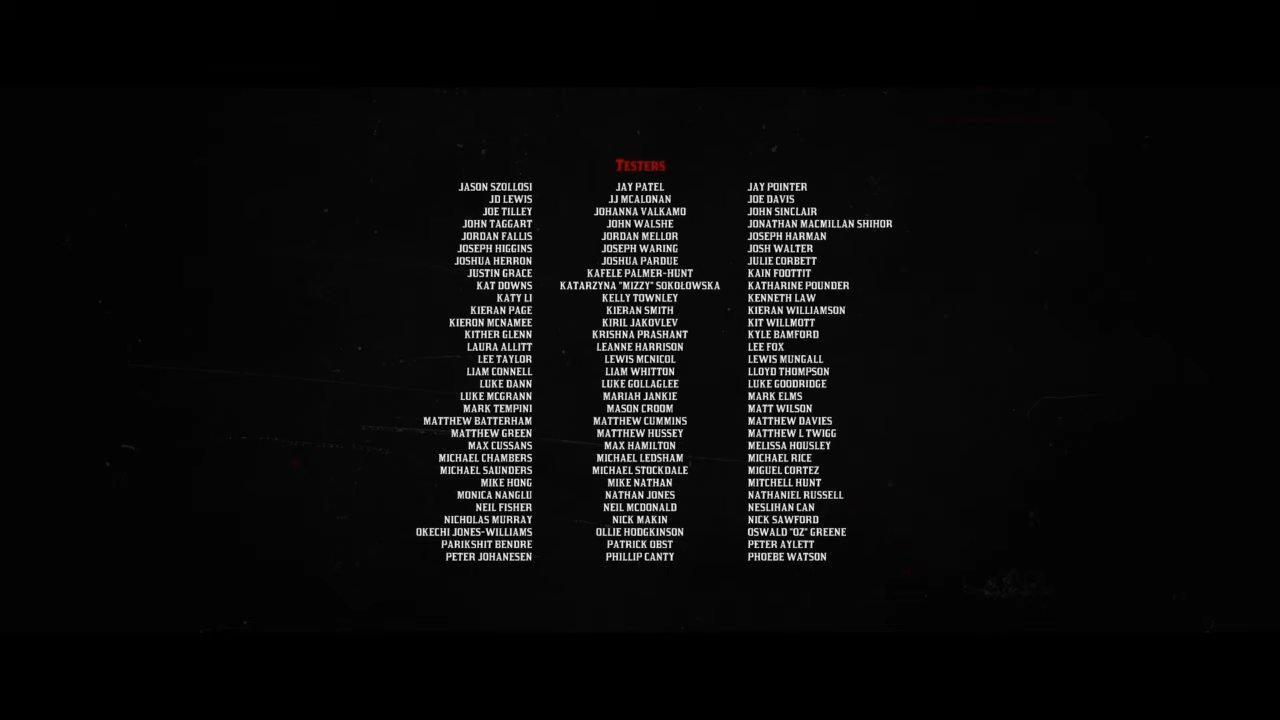 TESTERS
JASON SZOLLOSI JAY PATEL JAY POINTER
JD LEWIS JJ MCALONAN JOE DAVIS
JOE TILLEY JOHANNA VALKAMO JOHN SINCLAIR
JOHN TAGGART JOHN WALSHE JONATHAN MACMILLAN SHIHOR
JORDAN FALLIS JORDAN MELLOR JOSEPH HARMAN
JOSEPH HIGGINS JOSEPH WARING JOSH WALTER
JOSHUA HERRON JOSHUA PARDUE JULIE CORBETT
JUSTIN GRACE KAFELE PALMER-HUNT KAIN FOOTTIT
KAT DOWNS KATARZYNA "MIZZY" SOKOŁOWSKA KATHARINE POUNDER
KATY LI KELLY TOWNLEY KENNETH LAW
KIERAN PAGE KIERAN SMITH KIERAN WILLIAMSON
KIERON MCNAMEE KIRIL JAKOVLEV KIT WILLMOTT
KITHER GLENN KRISHNA PRASHANT KYLE BAMFORD
LAURA ALLITT LEANNE HARRISON LEE FOX
LEE TAYLOR LEWIS MCNICOL LEWIS MUNGALL
LIAM CONNELL LIAM WHITTON LLOYD THOMPSON
LUKE DANN LUKE GOLLAGLEE LUKE GOODRIDGE
LUKE MCGRANN MARIAH JANKIE MARK ELMS
MARK TEMPINI MASON CROOM MATT WILSON
MATTHEW BATTERHAM MATTHEW CUMMINS MATTHEW DAVIES
MATTHEW GREEN MATTHEW HUSSEY MATTHEW L TWIGG
MAX CUSSANS MAX HAMILTON MELISSA HOUSLEY
MICHAEL CHAMBERS MICHAEL LEDSHAM MICHAEL RICE
MICHAEL SAUNDERS MICHAEL STOCKDALE MIGUEL CORTEZ
MIKE HONG MIKE NATHAN MITCHELL HUNT
MONICA NANGLU NATHAN JONES NATHANIEL RUSSELL
NEIL FISHER NEIL MCDONALD NESLIHAN CAN
NICHOLAS MURRAY NICK MAKIN NICK SAWFORD
OKECHI JONES-WILLIAMS OLLIE HODGKINSON OSWALD "OZ" GREENE
PARIKSHIT BENDRE PATRICK OBST PETER AYLETT
PETER JOHANESEN PHILLIP CANTY PHOEBE WATSON